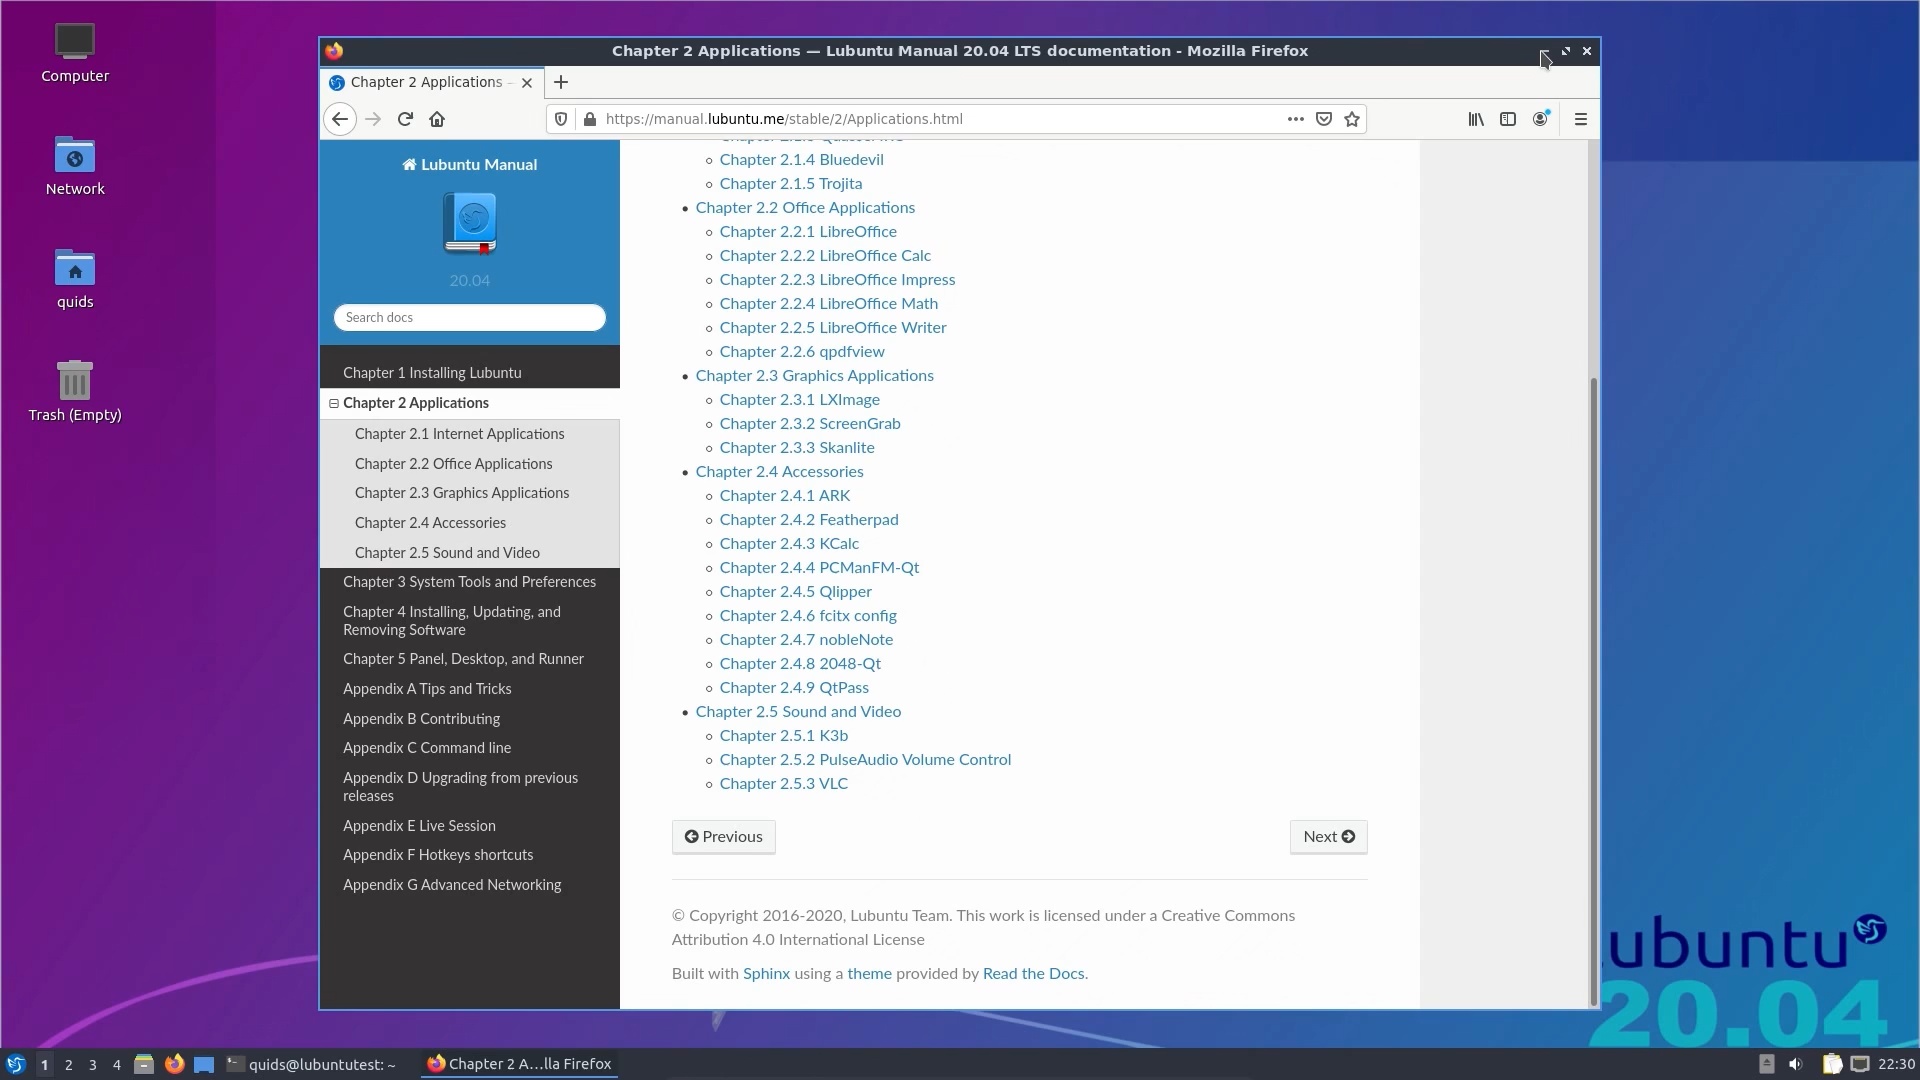 Computer
Network
quids
Trash (Empty)
Chapter 2 Applications — Lubuntu Manual 20.04 LTS documentation - Mozilla Firefox
Chapter 2 Applications
https://manual.lubuntu.me/stable/2/Applications.html
Lubuntu Manual
20.04
Search docs
Chapter 1 Installing Lubuntu
Chapter 2 Applications
Chapter 2.1 Internet Applications
Chapter 2.2 Office Applications
Chapter 2.3 Graphics Applications
Chapter 2.4 Accessories
Chapter 2.5 Sound and Video
Chapter 3 System Tools and Preferences
Chapter 4 Installing, Updating, and
Removing Software
Chapter 5 Panel, Desktop, and Runner
Appendix A Tips and Tricks
Appendix B Contributing
Appendix C Command line
Appendix D Upgrading from previous
releases
Appendix E Live Session
Appendix F Hotkeys shortcuts
Appendix G Advanced Networking
Chapter 2.1.4 Bluedevil
Chapter 2.1.5 Trojita
Chapter 2.2 Office Applications
Chapter 2.2.1 LibreOffice
Chapter 2.2.2 LibreOffice Calc
Chapter 2.2.3 LibreOffice Impress
Chapter 2.2.4 LibreOffice Math
Chapter 2.2.5 LibreOffice Writer
Chapter 2.2.6 qpdfview
Chapter 2.3 Graphics Applications
Chapter 2.3.1 LXImage
Chapter 2.3.2 ScreenGrab
Chapter 2.3.3 Skanlite
Chapter 2.4 Accessories
Chapter 2.4.1 ARK
Chapter 2.4.2 Featherpad
Chapter 2.4.3 KCalc
Chapter 2.4.4 PCManFM-Qt
Chapter 2.4.5 Qlipper
Chapter 2.4.6 fcitx config
Chapter 2.4.7 nobleNote
Chapter 2.4.8 2048-Qt
Chapter 2.4.9 QtPass
Chapter 2.5 Sound and Video
Chapter 2.5.1 K3b
Chapter 2.5.2 PulseAudio Volume Control
Chapter 2.5.3 VLC
Previous
Next
© Copyright 2016-2020, Lubuntu Team. This work is licensed under a Creative Commons
Attribution 4.0 International License
Built with Sphinx using a theme provided by Read the Docs.
ubuntu
20.04
1 2 3 4
quids@lubuntutest: ~
Chapter 2 A...lla Firefox
22:30